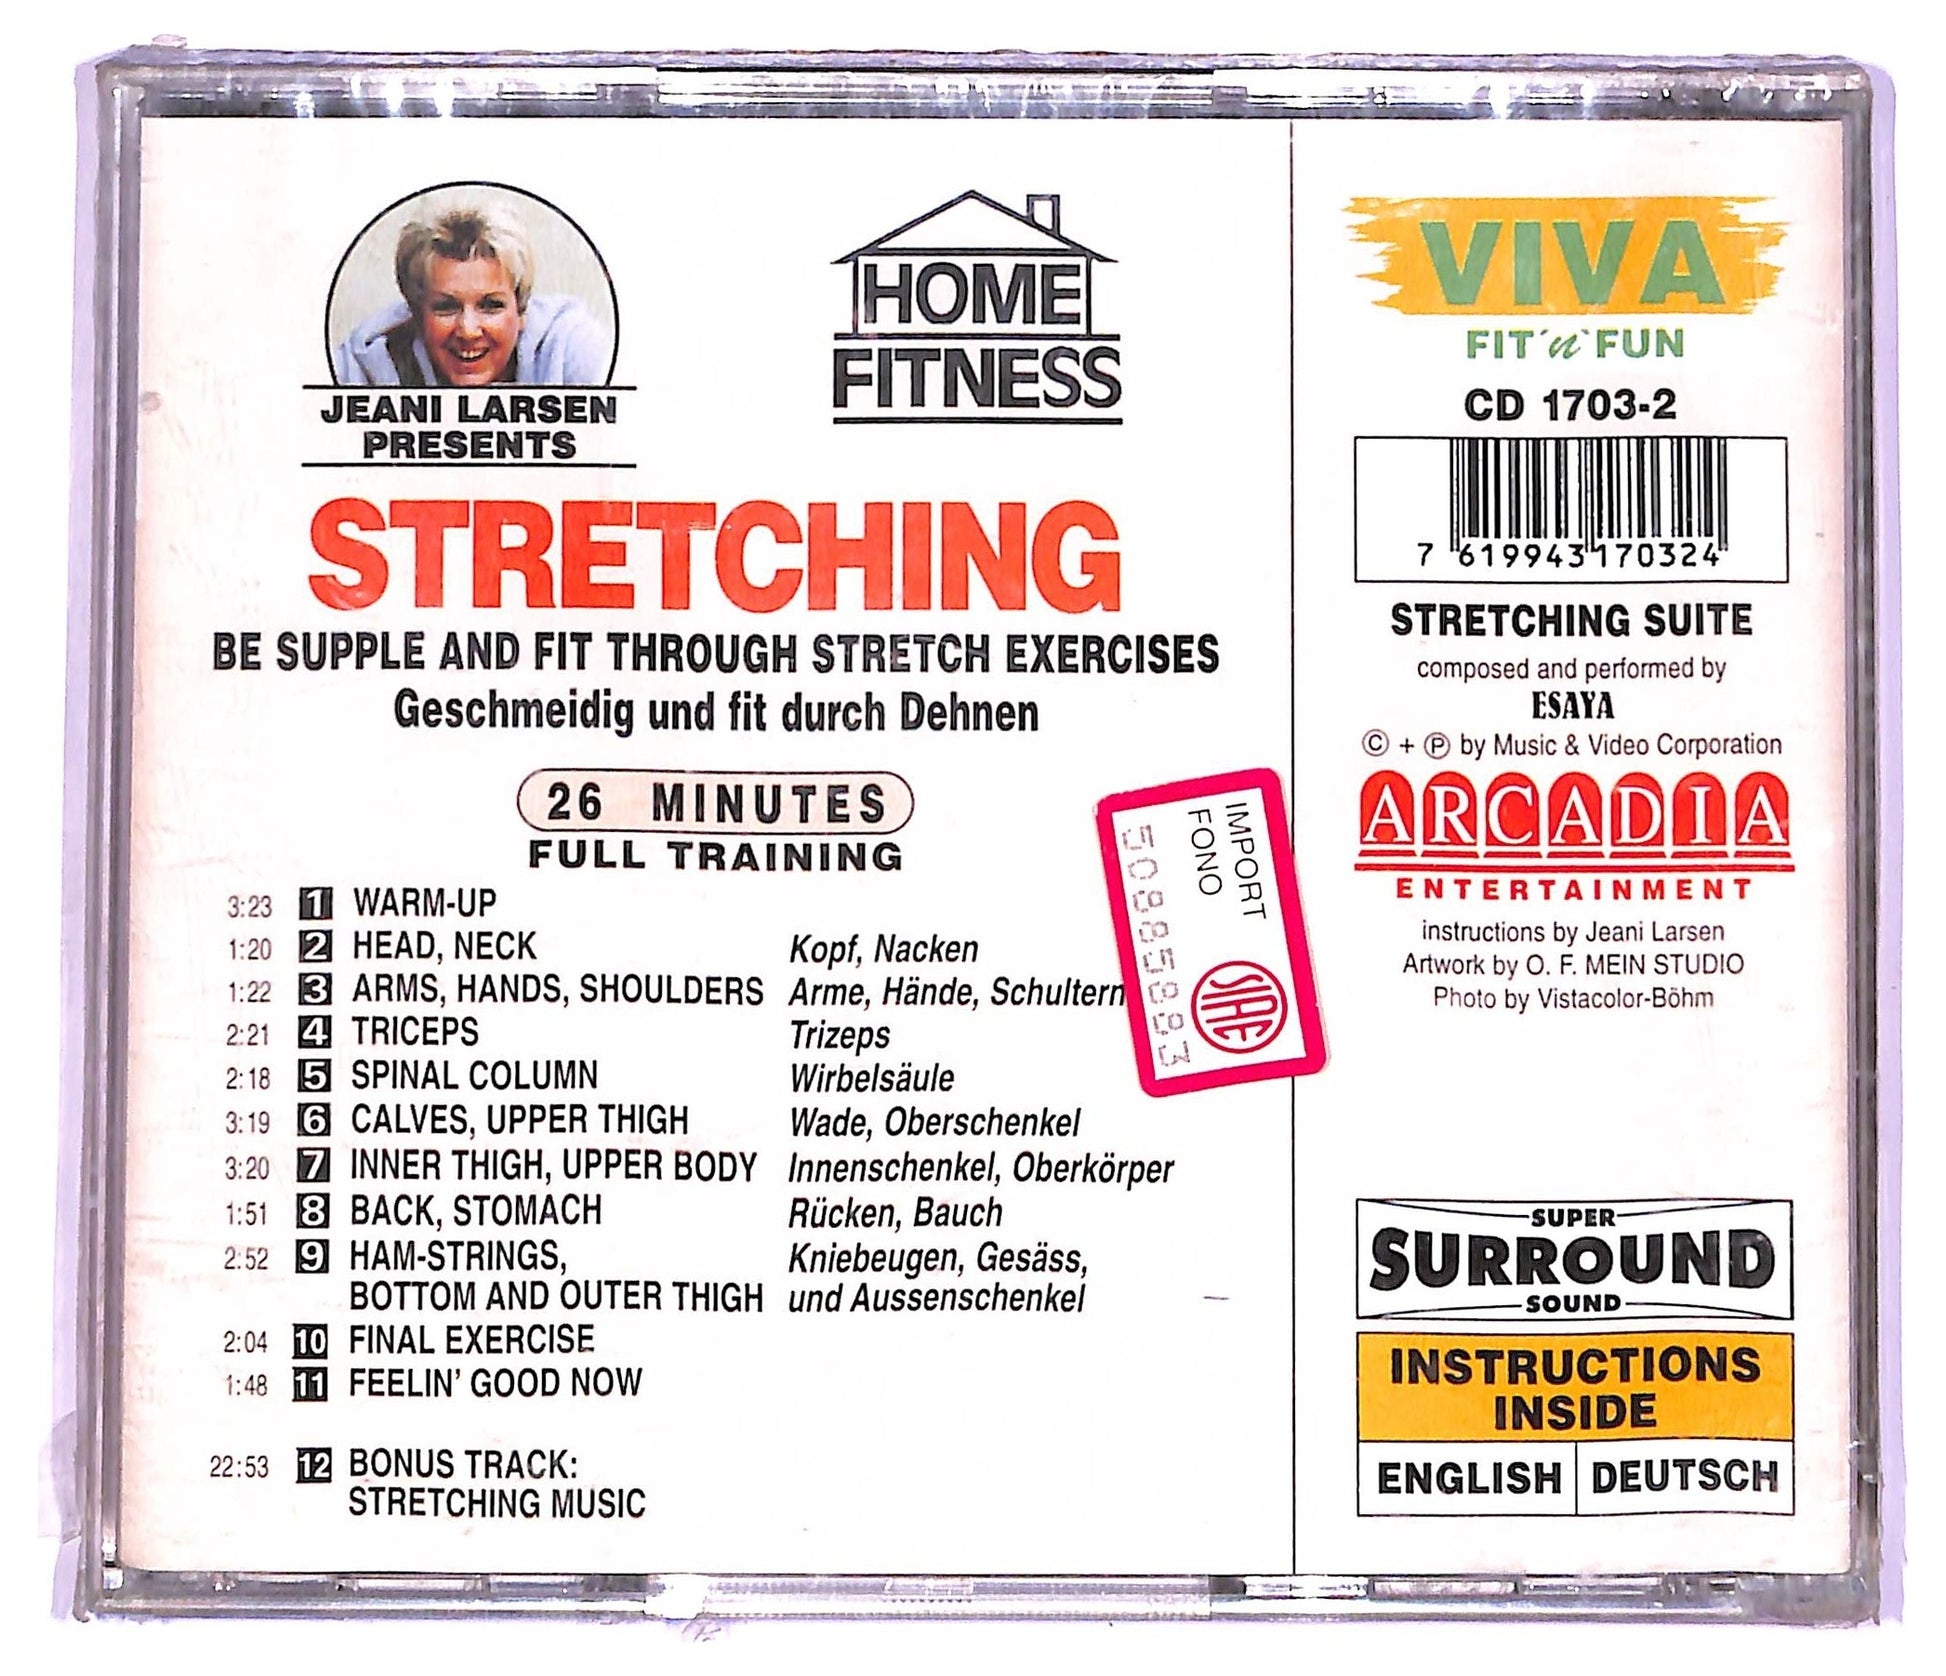 JEANI LARSEN
PRESENTS
HOME
FITNESS
STRETCHING
BE SUPPLE AND FIT THROUGH STRETCH EXERCISES
Geschmeidig und fit durch Dehnen
26 MINUTES
FULL TRAINING
3:23 1 WARM-UP
1:20 2 HEAD, NECK Kopf, Nacken
1:22 3 ARMS, HANDS, SHOULDERS Arme, Hände, Schultern
2:21 4 TRICEPS Trizeps
2:18 5 SPINAL COLUMN Wirbelsäule
3:19 6 CALVES, UPPER THIGH Wade, Oberschenkel
3:20 7 INNER THIGH, UPPER BODY Innenschenkel, Oberkörper
1:51 8 BACK, STOMACH Rücken, Bauch
2:52 9 HAM-STRINGS, Kniebeugen, Gesäss,
BOTTOM AND OUTER THIGH und Aussenschenkel
2:04 10 FINAL EXERCISE
1:48 11 FEELIN' GOOD NOW
22:53 12 BONUS TRACK:
STRETCHING MUSIC
IMPORT
FONO
SIAE
50885883
VIVA
FIT 'n' FUN
CD 1703-2
7 619943 170324
STRETCHING SUITE
composed and performed by
ESAYA
© + ℗ by Music & Video Corporation
ARCADIA
ENTERTAINMENT
instructions by Jeani Larsen
Artwork by O. F. MEIN STUDIO
Photo by Vistacolor-Böhm
SUPER
SURROUND
SOUND
INSTRUCTIONS
INSIDE
ENGLISH DEUTSCH